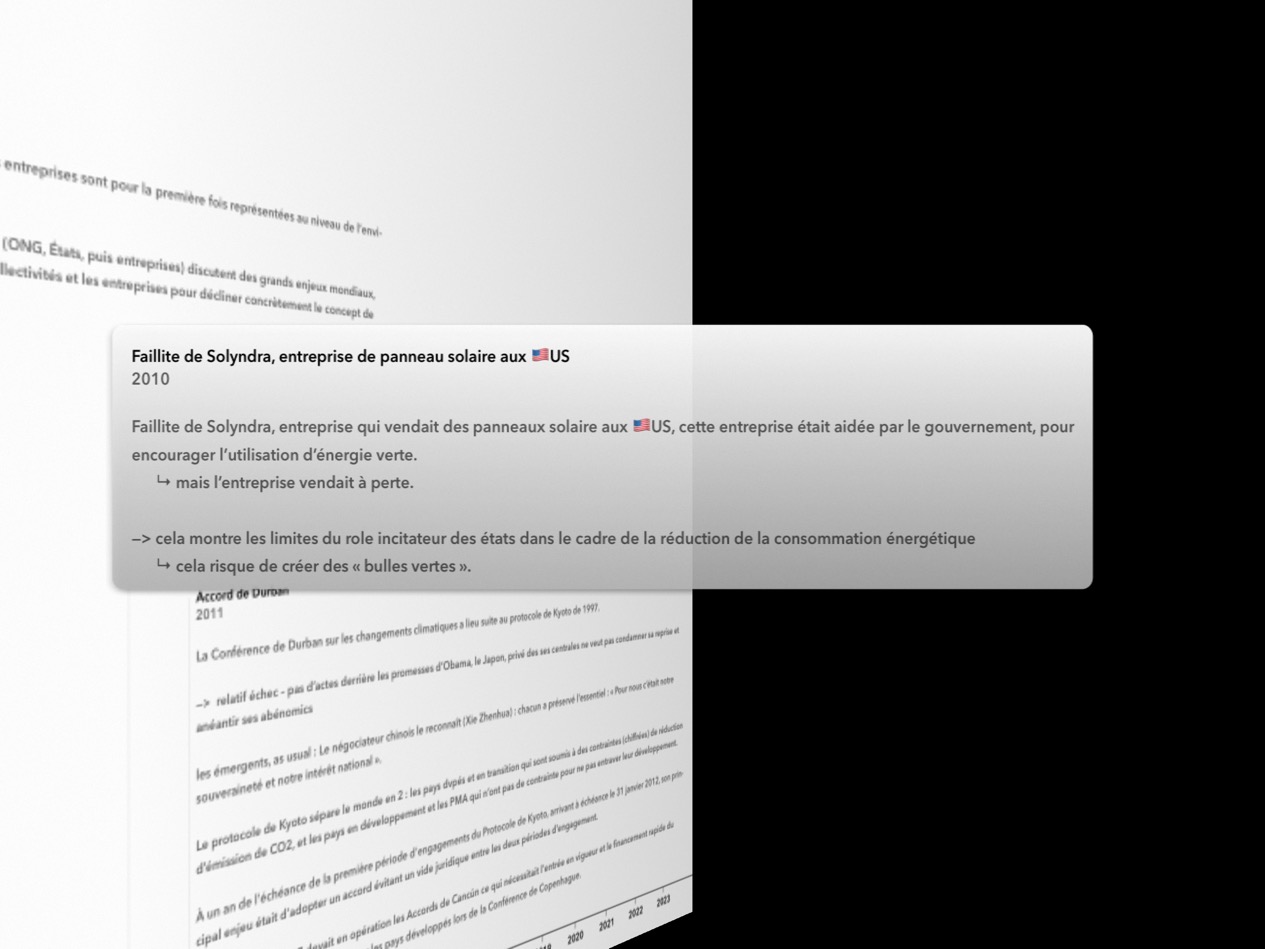 entreprises sont pour la première fois représentées au niveau de l'envi-
(ONG, États, puis entreprises) discutent des grands enjeux mondiaux,
llectivités et les entreprises pour décliner concrètement le concept de
Faillite de Solyndra, entreprise de panneau solaire aux 🇺🇸US
2010
Faillite de Solyndra, entreprise qui vendait des panneaux solaire aux 🇺🇸US, cette entreprise était aidée par le gouvernement, pour
encourager l'utilisation d'énergie verte.
↳ mais l'entreprise vendait à perte.
–> cela montre les limites du role incitateur des états dans le cadre de la réduction de la consommation énergétique
↳ cela risque de créer des « bulles vertes ».
Accord de Durban
2011
La Conférence de Durban sur les changements climatiques a lieu suite au protocole de Kyoto de 1997.
–> relatif échec - pas d'actes derrière les promesses d'Obama, le Japon, privé des ses centrales ne veut pas condamner sa reprise et
anéantir ses abénomics
les émergents, as usual : Le négociateur chinois le reconnaît (Xie Zhenhua) : chacun a préservé l'essentiel : « Pour nous c'était notre
souveraineté et notre intérêt national ».
Le protocole de Kyoto sépare le monde en 2 : les pays dvpés et en transition qui sont soumis à des contraintes (chiffrées) de réduction
d'émission de CO2, et les pays en développement et les PMA qui n'ont pas de contrainte pour ne pas entraver leur développement.
À un an de l'échéance de la première période d'engagements du Protocole de Kyoto, arrivant à échéance le 31 janvier 2012, son prin-
cipal enjeu était d'adopter un accord évitant un vide juridique entre les deux périodes d'engagement.
devait en opération les Accords de Cancún ce qui nécessitait l'entrée en vigueur et le financement rapide du
les pays développés lors de la Conférence de Copenhague.
2020 2021 2022 2023